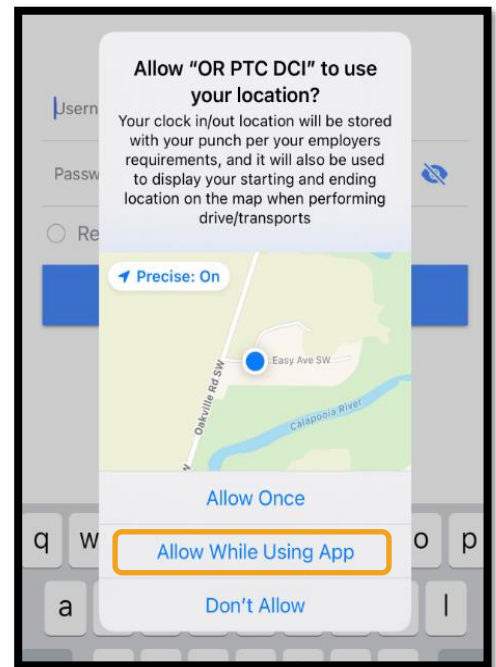 Allow “OR PTC DCI” to use
your location?
Your clock in/out location will be stored
with your punch per your employers
requirements, and it will also be used
to display your starting and ending
location on the map when performing
drive/transports
Usern
Passw
Re
Precise: On
Easy Ave SW
Oakville Rd SW
Calapooia River
Allow Once
Allow While Using App
Don’t Allow
q w o p
a l